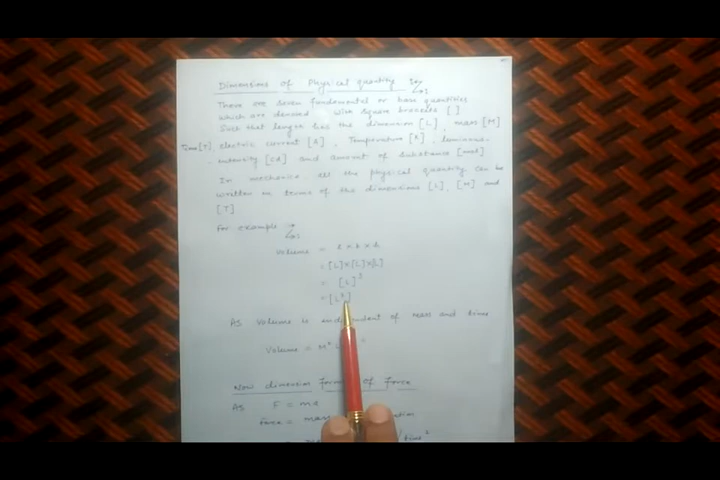 Dimensions of Physical quantity :-
There are seven fundamental or base quantities
which are denoted with square brackets [ ]
Such that length has the dimension [L], mass [M]
Time [T] electric current [A], Temperature [K], luminous
intensity [cd] and amount of substance [mol]
In mechanics, all the physical quantity can be
written in terms of the dimensions [L], [M] and
[T]
For example :-
Volume = l × b × h
= [L]×[L]×[L]
= [L]³
= [L³]
As Volume is independent of mass and time
Volume = M°
Now dimension of Force
As F = ma
Force = mass
/time²